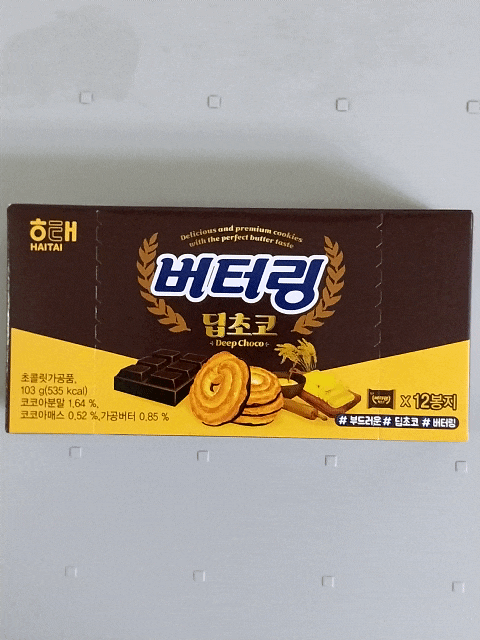 해태
HAITAI
Delicious and premium cookies
with the perfect butter taste
버터링
딥초코
Deep Choco
초콜릿가공품,
103 g(535 kcal)
코코아분말 1.64 %,
코코아매스 0.52 %,가공버터 0.85 %
x 12봉지
# 부드러운 # 딥초코 # 버터링